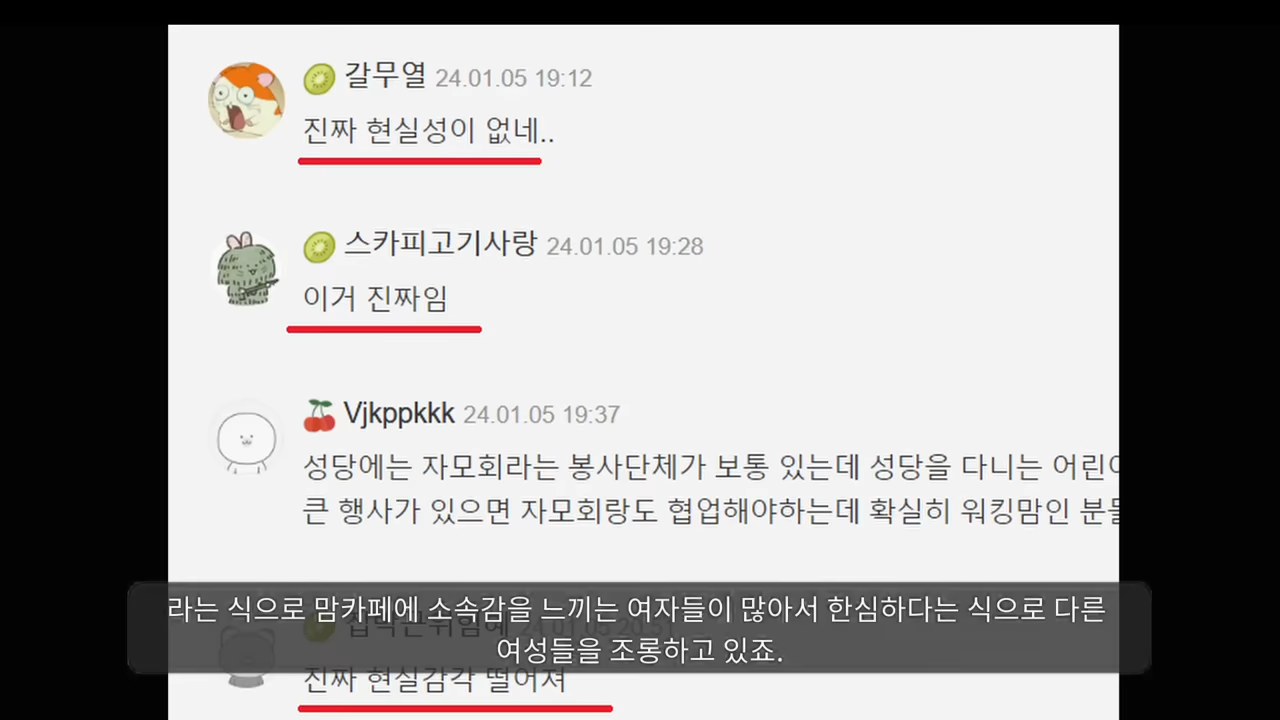 갈무열 24.01.05 19:12
진짜 현실성이 없네..
스카피고기사랑 24.01.05 19:28
이거 진짜임
Vjkppkkk 24.01.05 19:37
성당에는 자모회라는 봉사단체가 보통 있는데 성당을 다니는
큰 행사가 있으면 자모회랑도 협업해야하는데 확실히 워킹맘인
라는 식으로 맘카페에 소속감을 느끼는 여자들이 많아서 한심하다는 식으로 다른
여성들을 조롱하고 있죠.
진짜 현실감각 떨어져